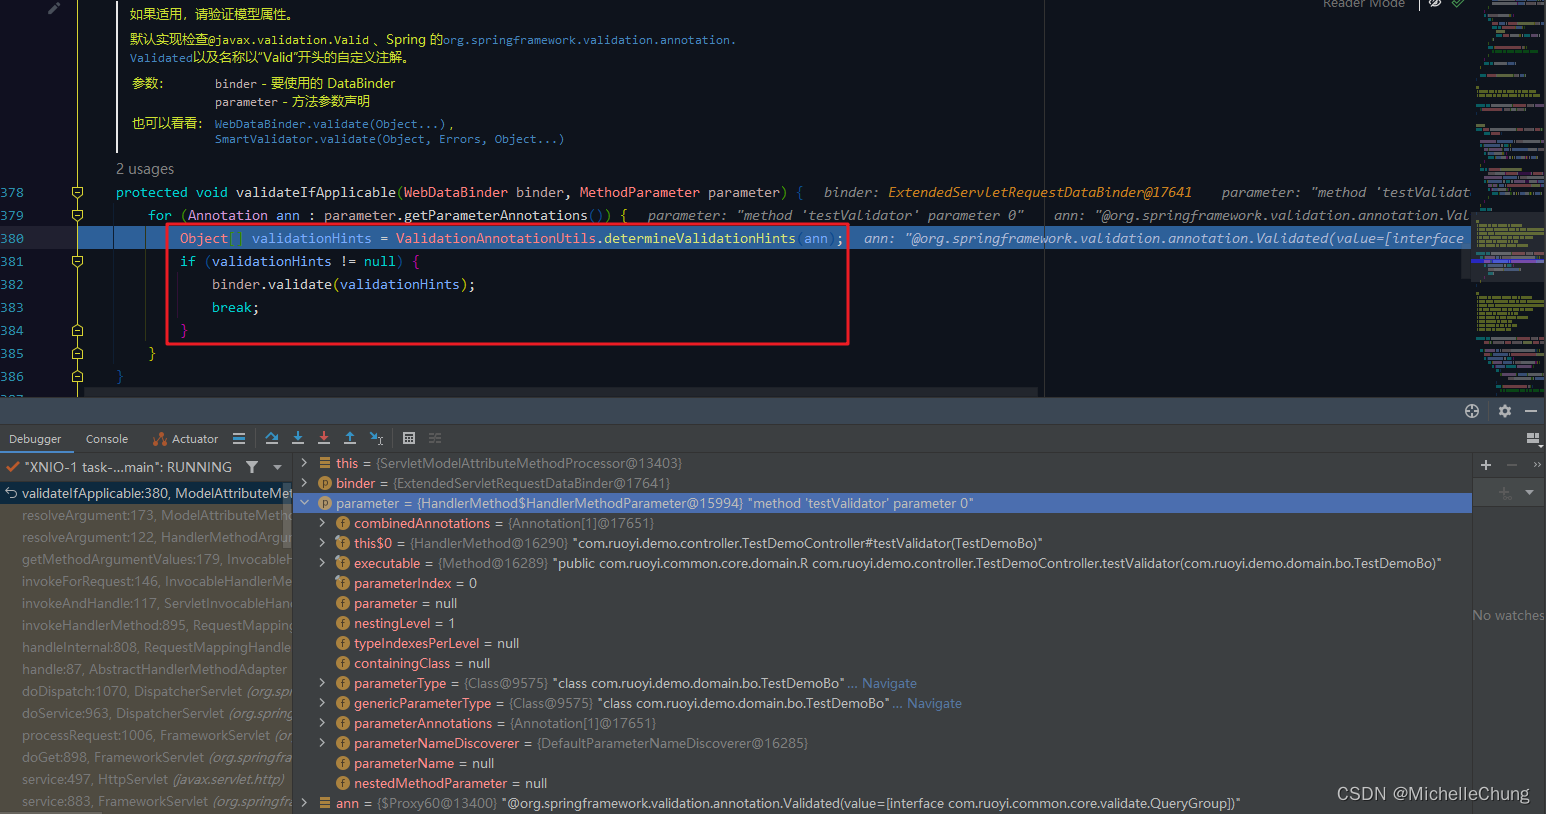 Reader Mode
如果适用，请验证模型属性。
默认实现检查@javax.validation.Valid 、Spring 的org.springframework.validation.annotation.
Validated以及名称以“Valid”开头的自定义注解。
参数: binder - 要使用的 DataBinder
parameter - 方法参数声明
也可以看看: WebDataBinder.validate(Object...) ,
SmartValidator.validate(Object, Errors, Object...)
2 usages
378 protected void validateIfApplicable(WebDataBinder binder, MethodParameter parameter) { binder: ExtendedServletRequestDataBinder@17641 parameter: "method 'testValidat
379 for (Annotation ann : parameter.getParameterAnnotations()) { parameter: "method 'testValidator' parameter 0" ann: "@org.springframework.validation.annotation.Val
380 Object[] validationHints = ValidationAnnotationUtils.determineValidationHints(ann); ann: "@org.springframework.validation.annotation.Validated(value=[interface
381 if (validationHints != null) {
382 binder.validate(validationHints);
383 break;
384 }
385 }
386 }
Debugger Console Actuator
"XNIO-1 task-...main": RUNNING
validateIfApplicable:380, ModelAttributeMet
resolveArgument:173, ModelAttributeMetho
resolveArgument:122, HandlerMethodArgu
getMethodArgumentValues:179, InvocableH
invokeForRequest:146, InvocableHandlerMe
invokeAndHandle:117, ServletInvocableHan
invokeHandlerMethod:895, RequestMapping
handleInternal:808, RequestMappingHandle
handle:87, AbstractHandlerMethodAdapter
doDispatch:1070, DispatcherServlet (org.spr
doService:963, DispatcherServlet (org.spring
processRequest:1006, FrameworkServlet (or
doGet:898, FrameworkServlet (org.springfra
service:497, HttpServlet (javax.servlet.http)
service:883, FrameworkServlet (org.springfra
this = {ServletModelAttributeMethodProcessor@13403}
binder = {ExtendedServletRequestDataBinder@17641}
parameter = {HandlerMethod$HandlerMethodParameter@15994} "method 'testValidator' parameter 0"
combinedAnnotations = {Annotation[1]@17651}
this$0 = {HandlerMethod@16290} "com.ruoyi.demo.controller.TestDemoController#testValidator(TestDemoBo)"
executable = {Method@16289} "public com.ruoyi.common.core.domain.R com.ruoyi.demo.controller.TestDemoController.testValidator(com.ruoyi.demo.domain.bo.TestDemoBo)"
parameterIndex = 0
parameter = null
nestingLevel = 1
typeIndexesPerLevel = null
containingClass = null
parameterType = {Class@9575} "class com.ruoyi.demo.domain.bo.TestDemoBo" ... Navigate
genericParameterType = {Class@9575} "class com.ruoyi.demo.domain.bo.TestDemoBo" ... Navigate
parameterAnnotations = {Annotation[1]@17651}
parameterNameDiscoverer = {DefaultParameterNameDiscoverer@16285}
parameterName = null
nestedMethodParameter = null
ann = {$Proxy60@13400} "@org.springframework.validation.annotation.Validated(value=[interface com.ruoyi.common.core.validate.QueryGroup])"
No watches
CSDN @MichelleChung